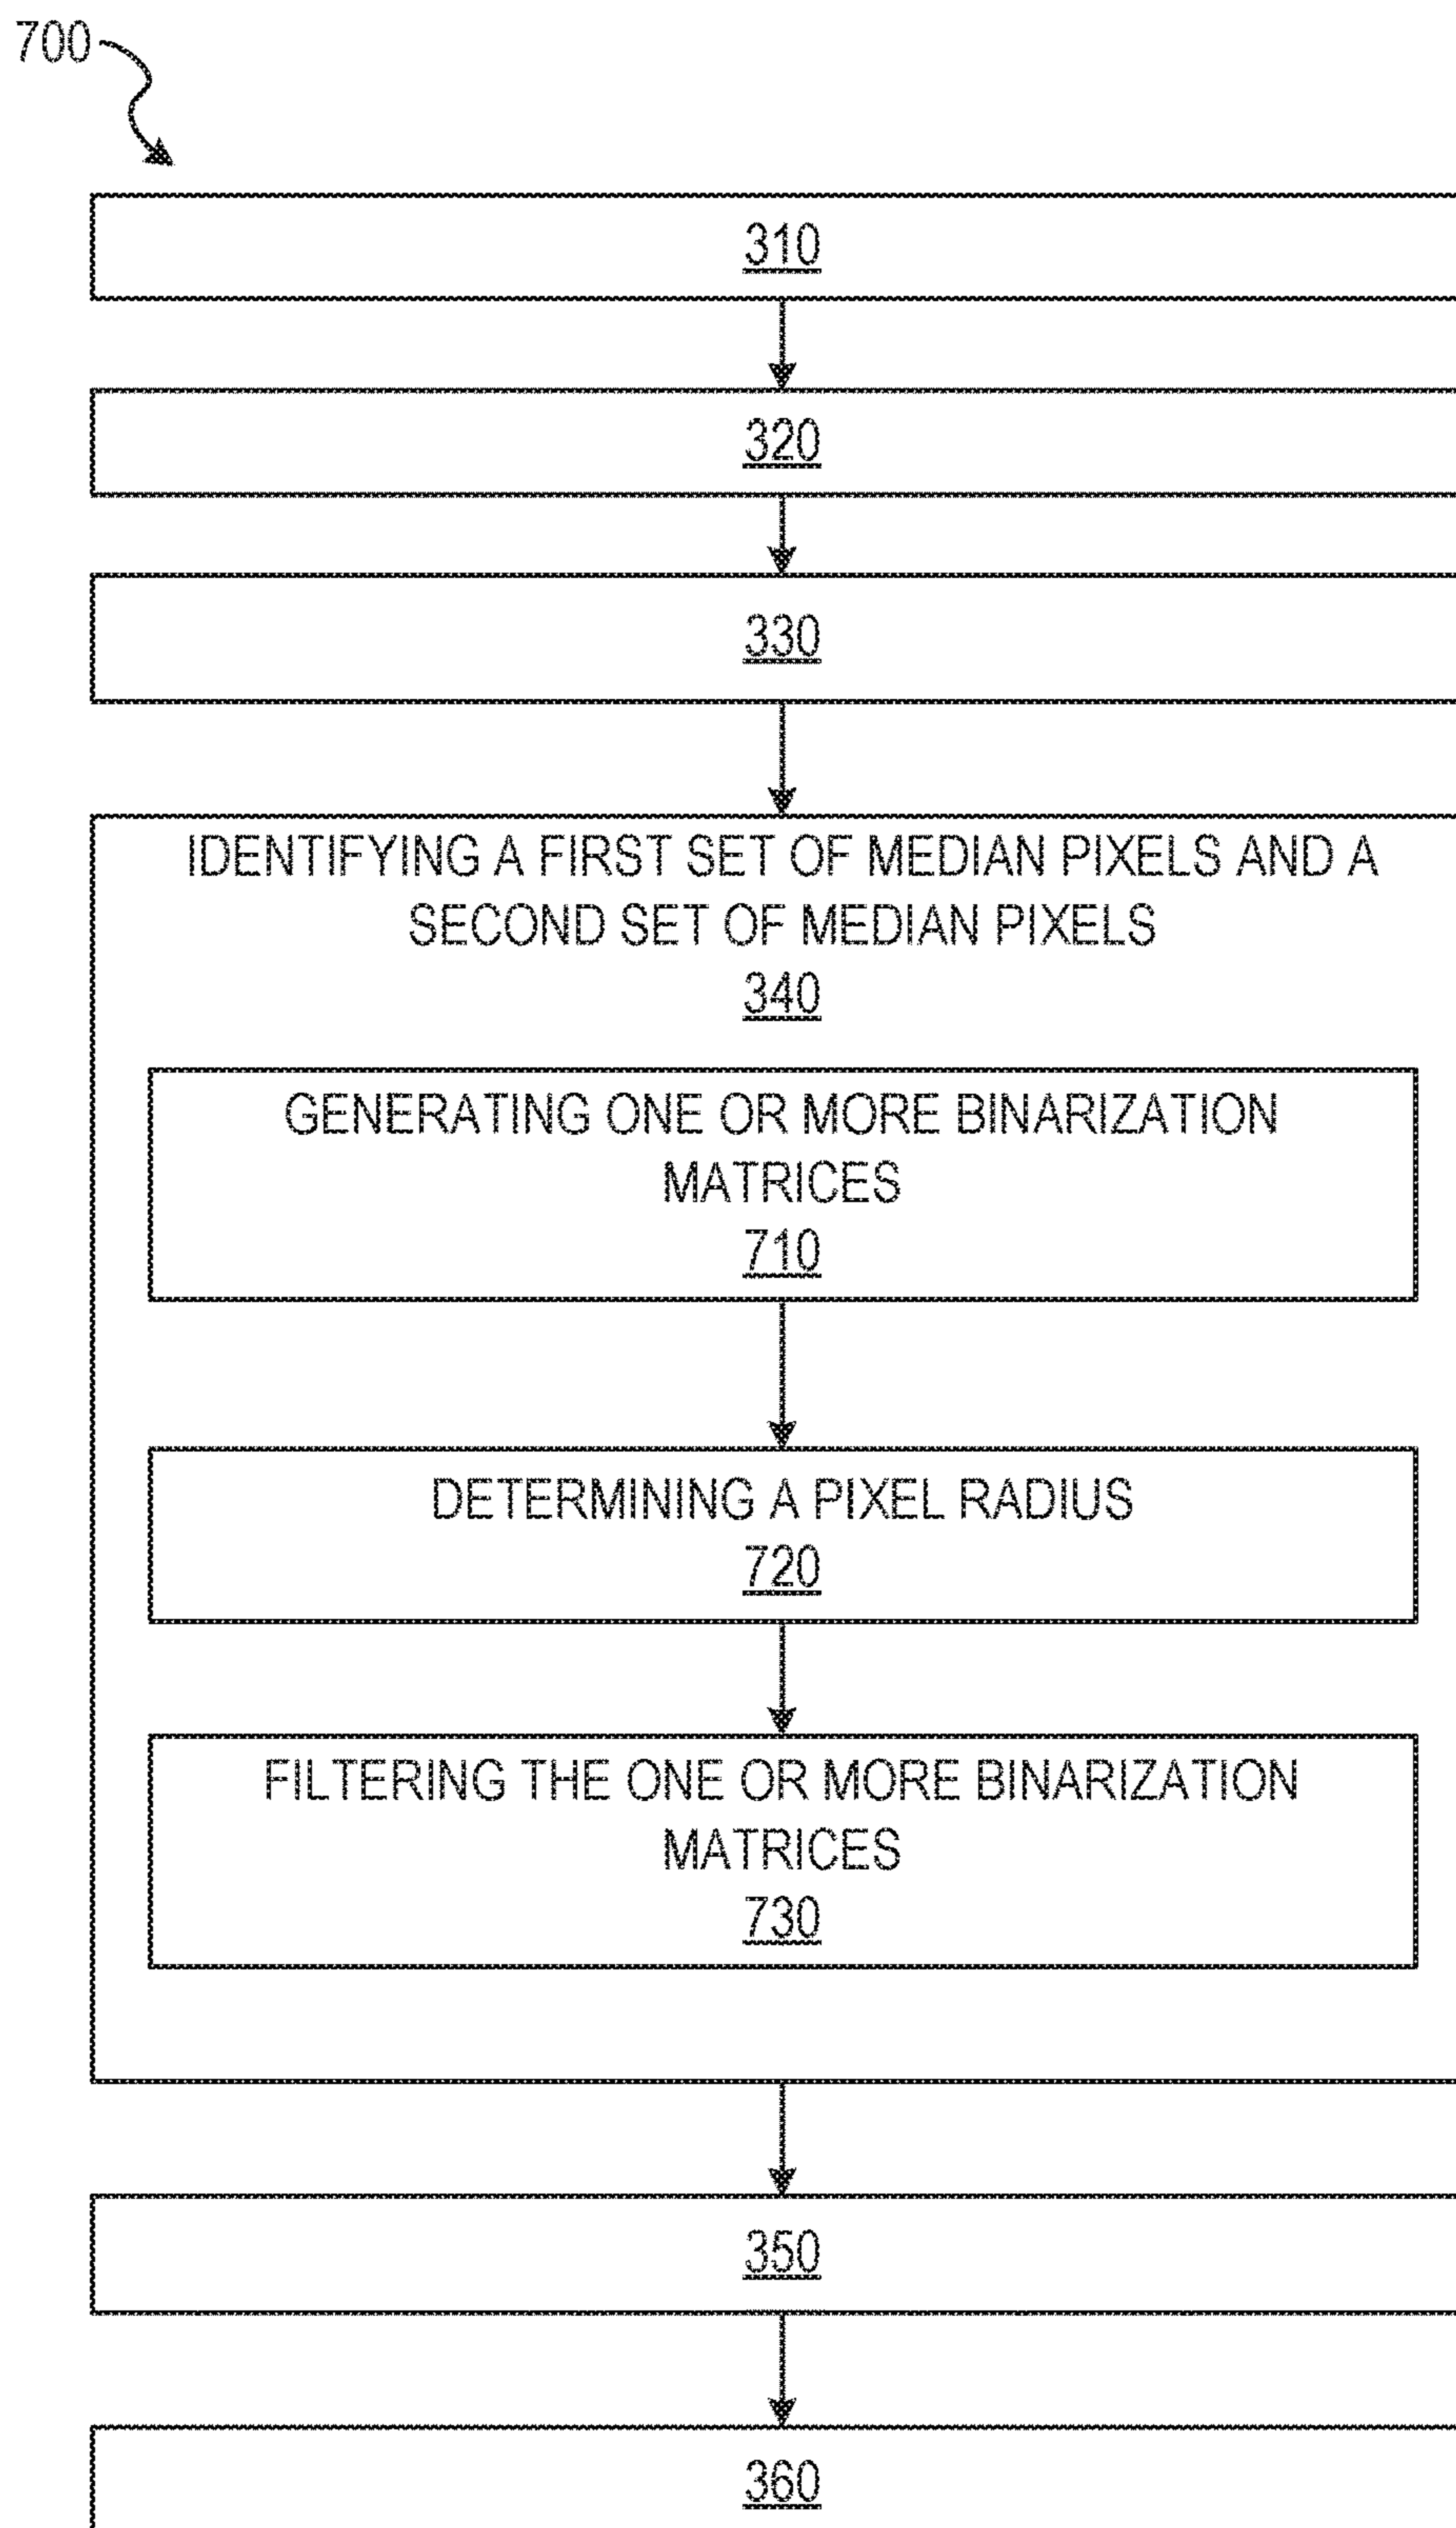 700
310
320
330
IDENTIFYING A FIRST SET OF MEDIAN PIXELS AND A
SECOND SET OF MEDIAN PIXELS
340
GENERATING ONE OR MORE BINARIZATION
MATRICES
710
DETERMINING A PIXEL RADIUS
720
FILTERING THE ONE OR MORE BINARIZATION
MATRICES
730
350
360